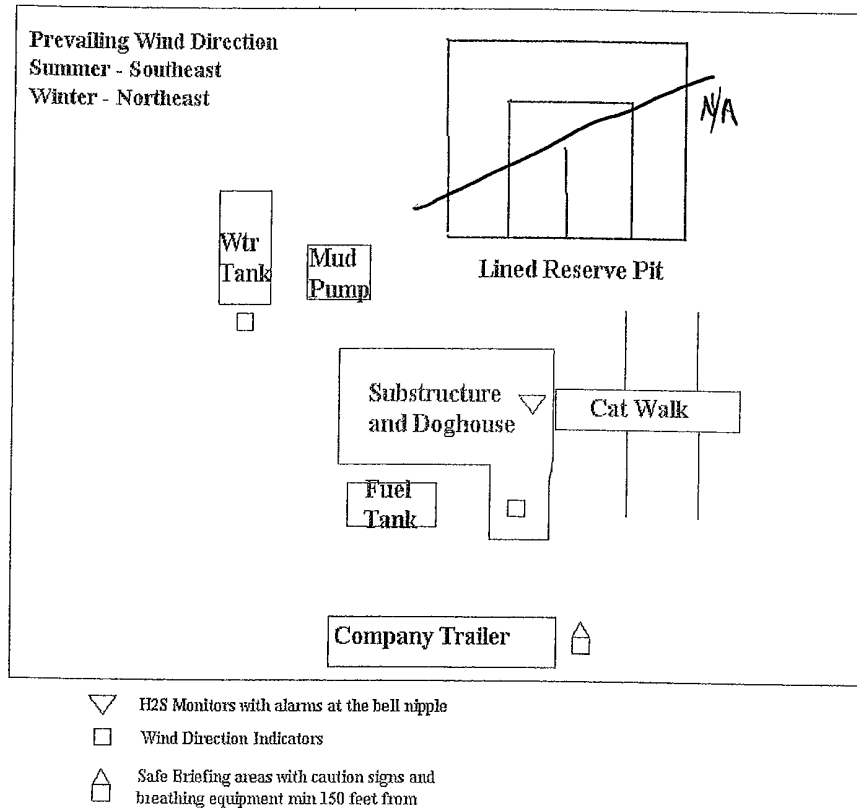 Prevailing Wind Direction
Summer - Southeast
Winter - Northeast
N/A
Wtr
Tank
Mud
Pump
Lined Reserve Pit
Substructure
and Doghouse
Cat Walk
Fuel
Tank
Company Trailer
H2S Monitors with alarms at the bell nipple
Wind Direction Indicators
Safe Briefing areas with caution signs and
breathing equipment min 150 feet from